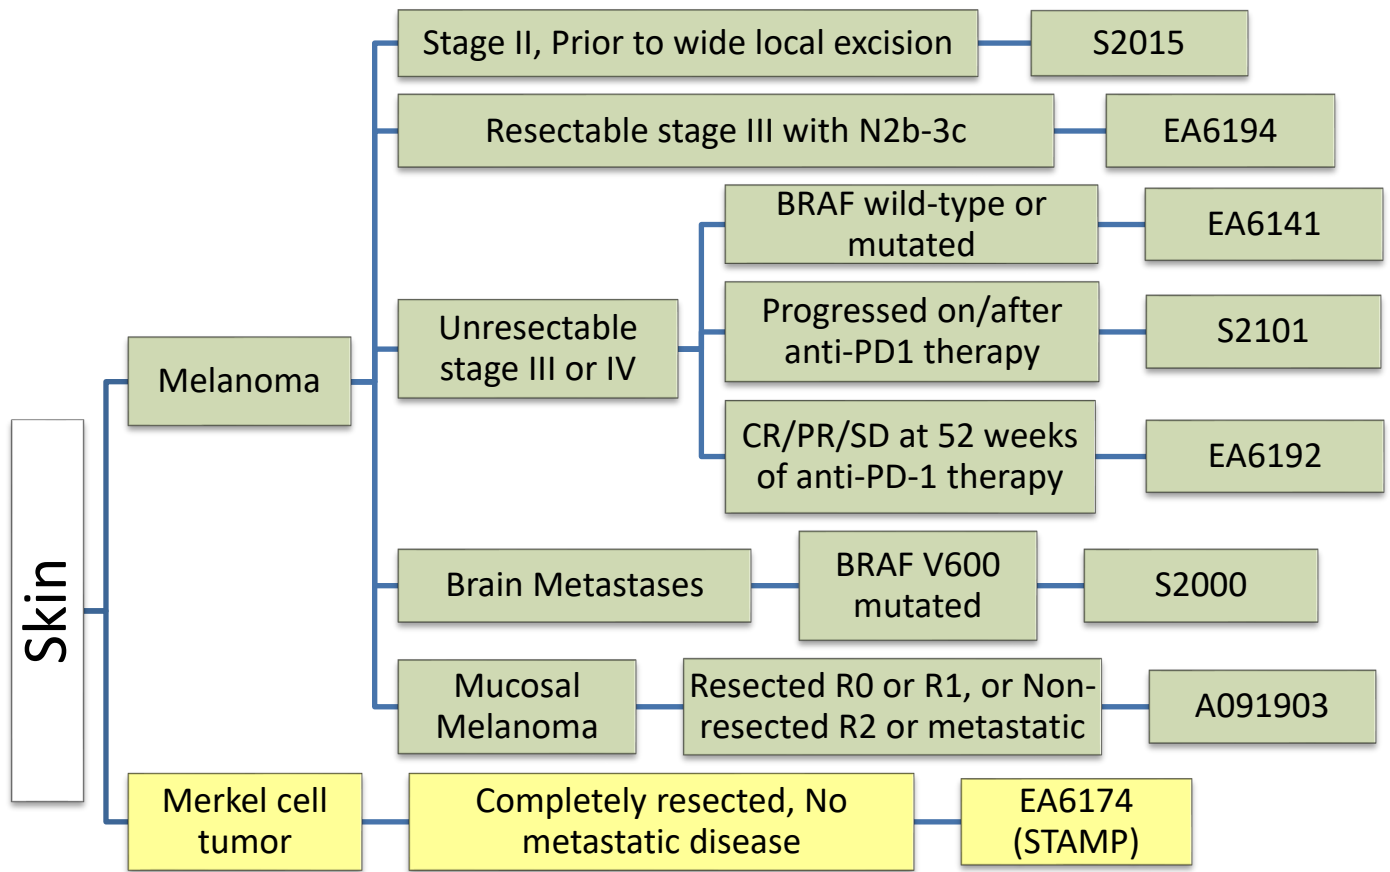 Skin
Melanoma
Stage II, Prior to wide local excision
S2015
Resectable stage III with N2b-3c
EA6194
Unresectable
stage III or IV
BRAF wild-type or
mutated
EA6141
Progressed on/after
anti-PD1 therapy
S2101
CR/PR/SD at 52 weeks
of anti-PD-1 therapy
EA6192
Brain Metastases
BRAF V600
mutated
S2000
Mucosal
Melanoma
Resected R0 or R1, or Non-
resected R2 or metastatic
A091903
Merkel cell
tumor
Completely resected, No
metastatic disease
EA6174
(STAMP)